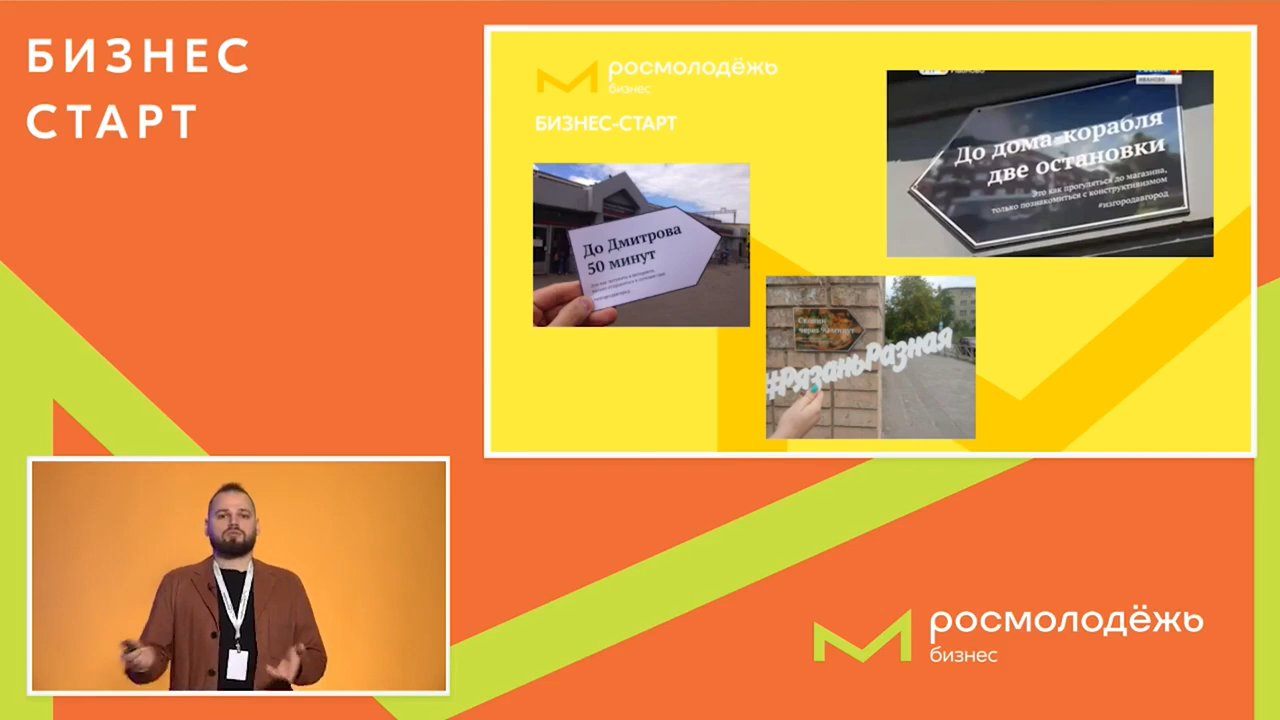 БИЗНЕС
СТАРТ
росмолодёжь
бизнес
БИЗНЕС-СТАРТ
До дома-корабля
две остановки
Это как прогуляться до магазина,
только познакомиться с конструктивизмом
#изгородавгород
До Дмитрова
50 минут
#РязаньРазная
росмолодёжь
бизнес